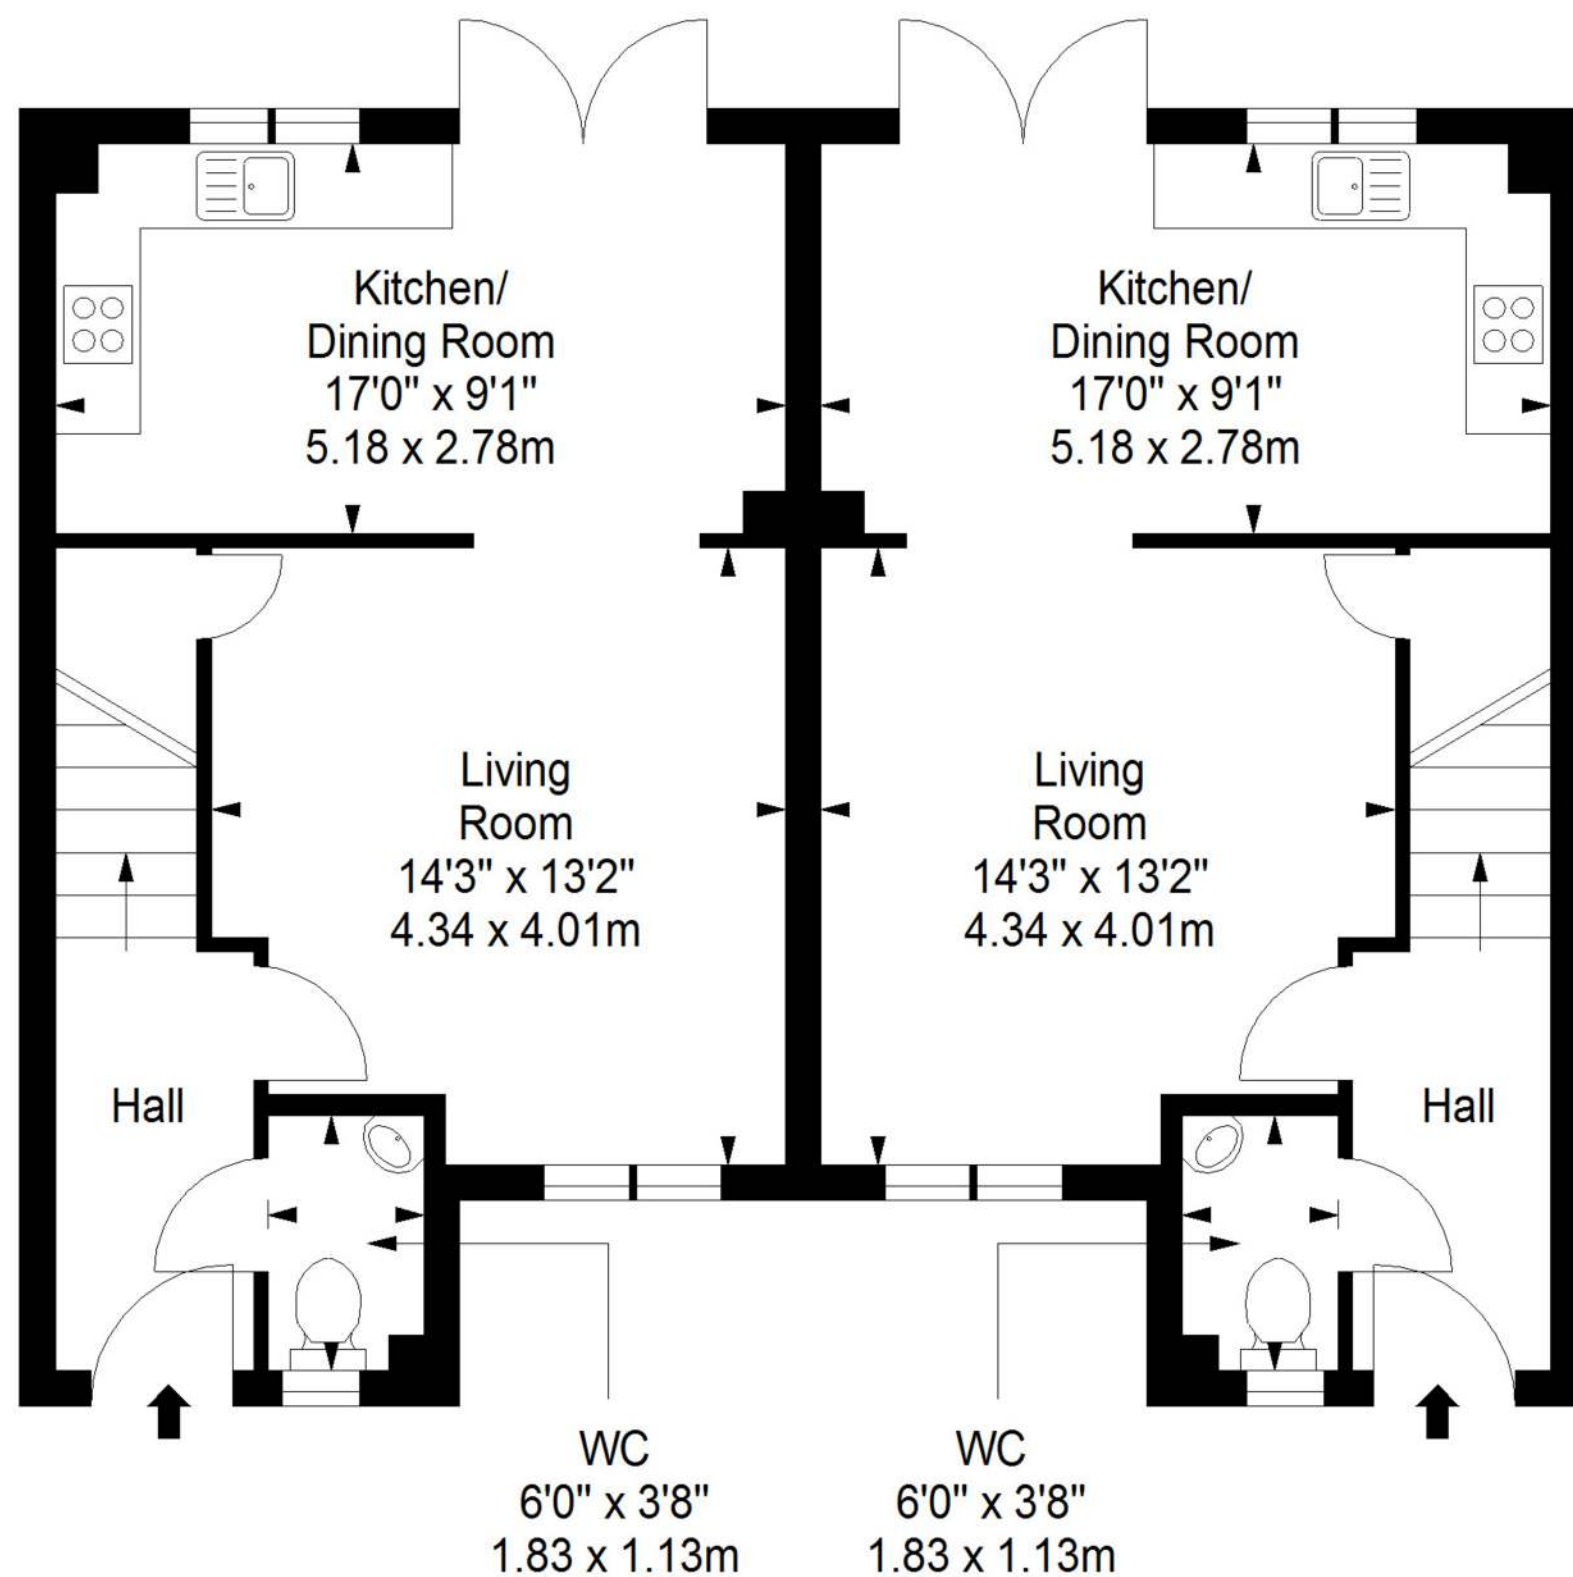 Kitchen/
Dining Room
17'0" x 9'1"
5.18 x 2.78m
Kitchen/
Dining Room
17'0" x 9'1"
5.18 x 2.78m
Living
Room
14'3" x 13'2"
4.34 x 4.01m
Living
Room
14'3" x 13'2"
4.34 x 4.01m
Hall
Hall
WC
6'0" x 3'8"
1.83 x 1.13m
WC
6'0" x 3'8"
1.83 x 1.13m